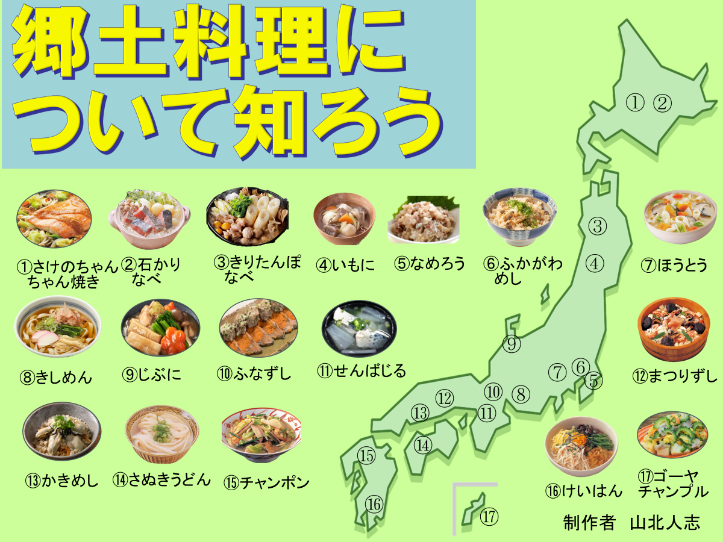 郷土料理に
ついて知ろう
① ②
③
④
①さけのちゃん
ちゃん焼き
②石かり
なべ
③きりたんぽ
なべ
④いもに
⑤なめろう
⑥ふかがわ
めし
⑦ほうとう
⑧きしめん
⑨じぶに
⑩ふなずし
⑪せんばじる
⑨
⑦ ⑥
⑤
⑫まつりずし
⑫ ⑩ ⑧
⑬ ⑪
⑬かきめし
⑭さぬきうどん
⑮チャンポン
⑭
⑮
⑯
⑰
⑯けいはん
⑰ゴーヤ
チャンプル
制作者 山北人志